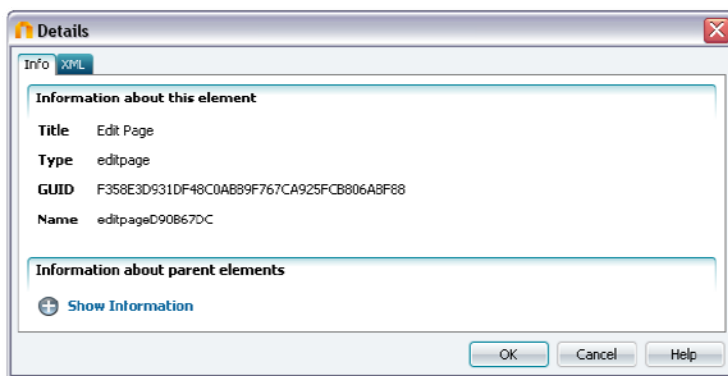 Details
Info XML
Information about this element
Title Edit Page
Type editpage
GUID F358E3D931DF48C0AB89F767CA925FCB806ABF88
Name editpageD90B67DC
Information about parent elements
Show Information
OK Cancel Help